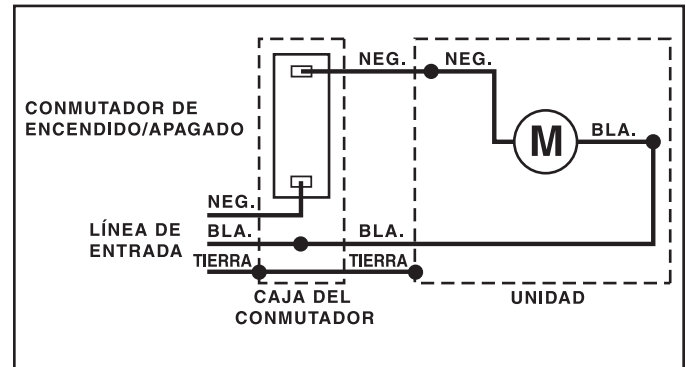 NEG. NEG.
CONMUTADOR DE
ENCENDIDO/APAGADO
M
BLA.
NEG.
LÍNEA DE
ENTRADA
BLA. BLA.
TIERRA TIERRA
CAJA DEL
CONMUTADOR
UNIDAD